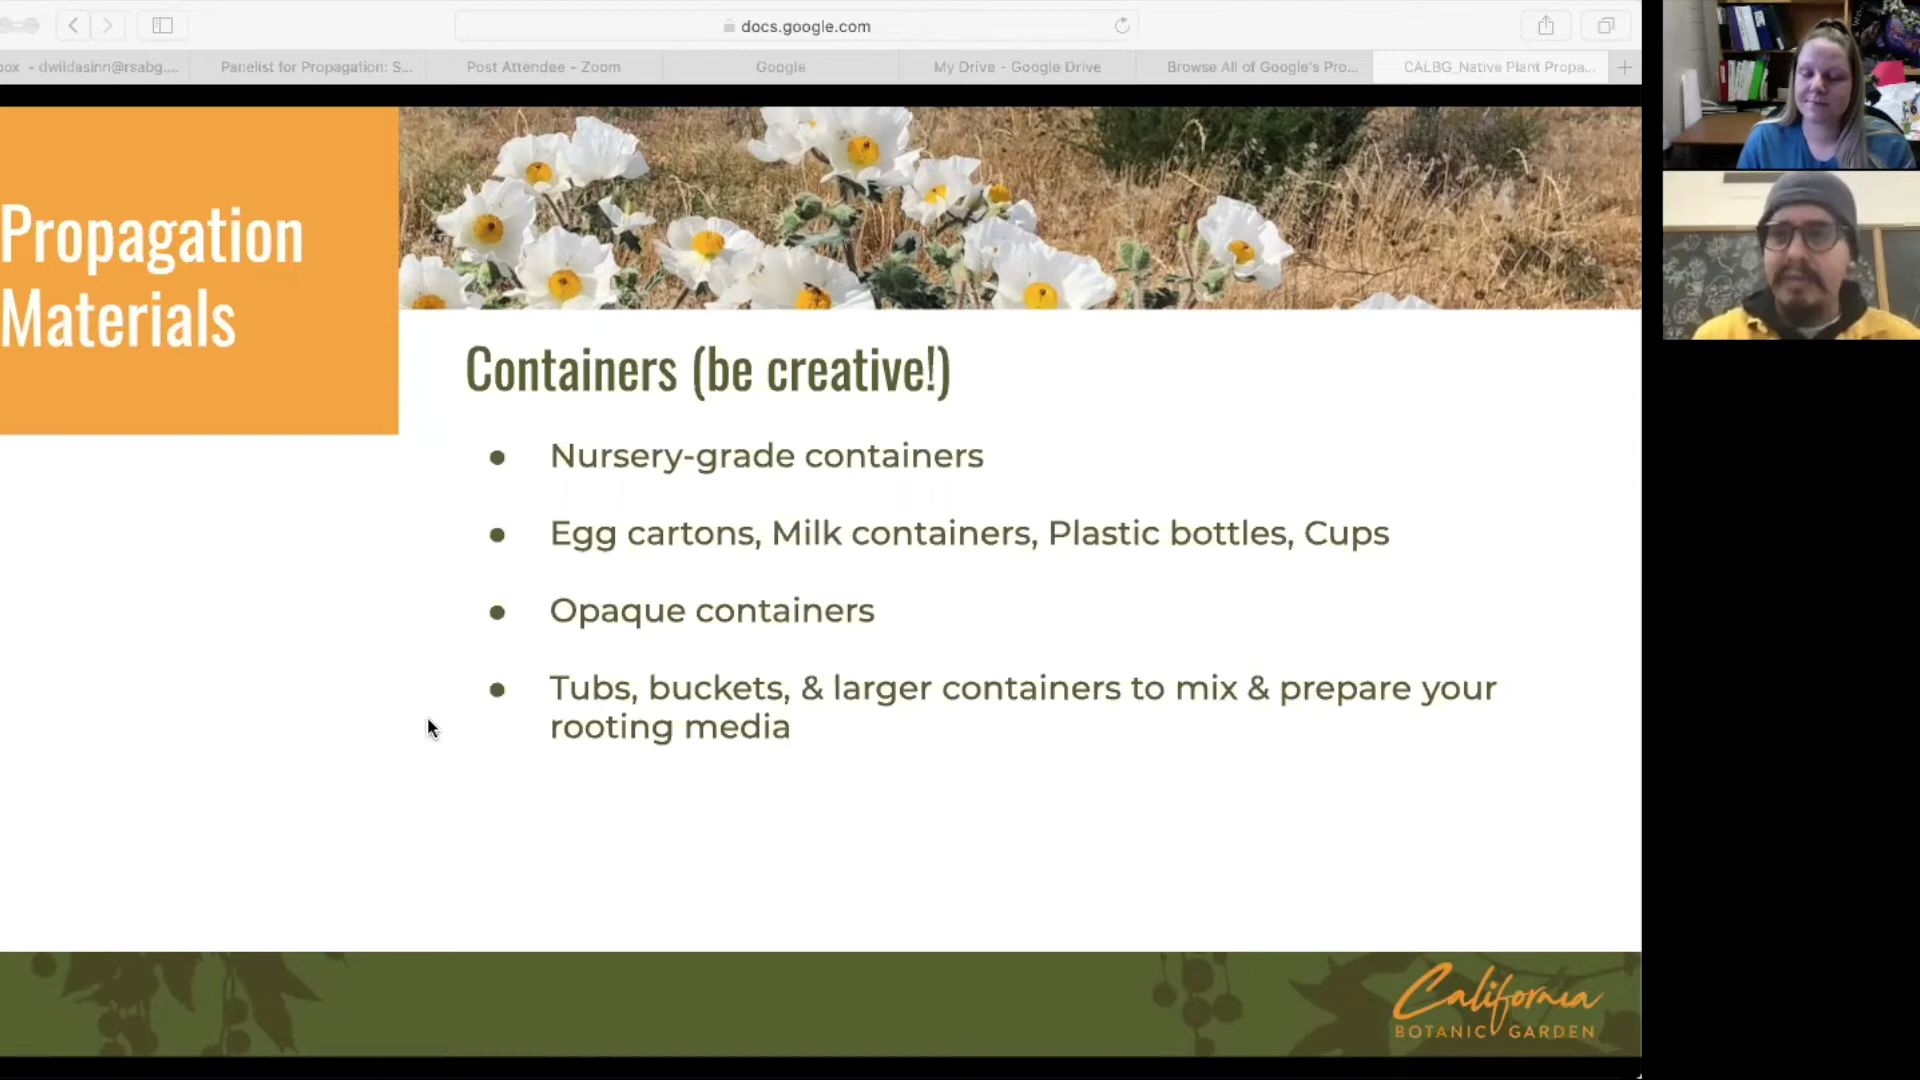 docs.google.com
box - dwildasinn@rsabg....
Panelist for Propagation: S...
Post Attendee - Zoom
Google
My Drive - Google Drive
Browse All of Google's Pro...
CALBG_Native Plant Propa...
Propagation
Materials
Containers (be creative!)
● Nursery-grade containers
● Egg cartons, Milk containers, Plastic bottles, Cups
● Opaque containers
● Tubs, buckets, & larger containers to mix & prepare your
rooting media
California
BOTANIC GARDEN